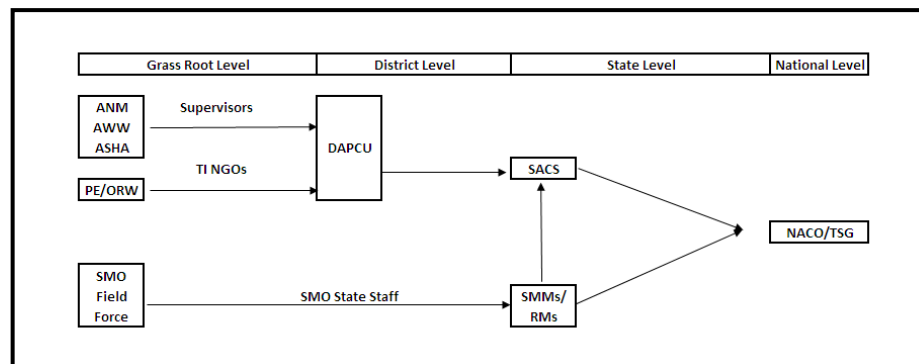 Grass Root Level District Level State Level National Level
ANM
AWW
ASHA
Supervisors
DAPCU
TI NGOs
PE/ORW
SACS
NACO/TSG
SMO
Field
Force
SMO State Staff
SMMs/
RMs